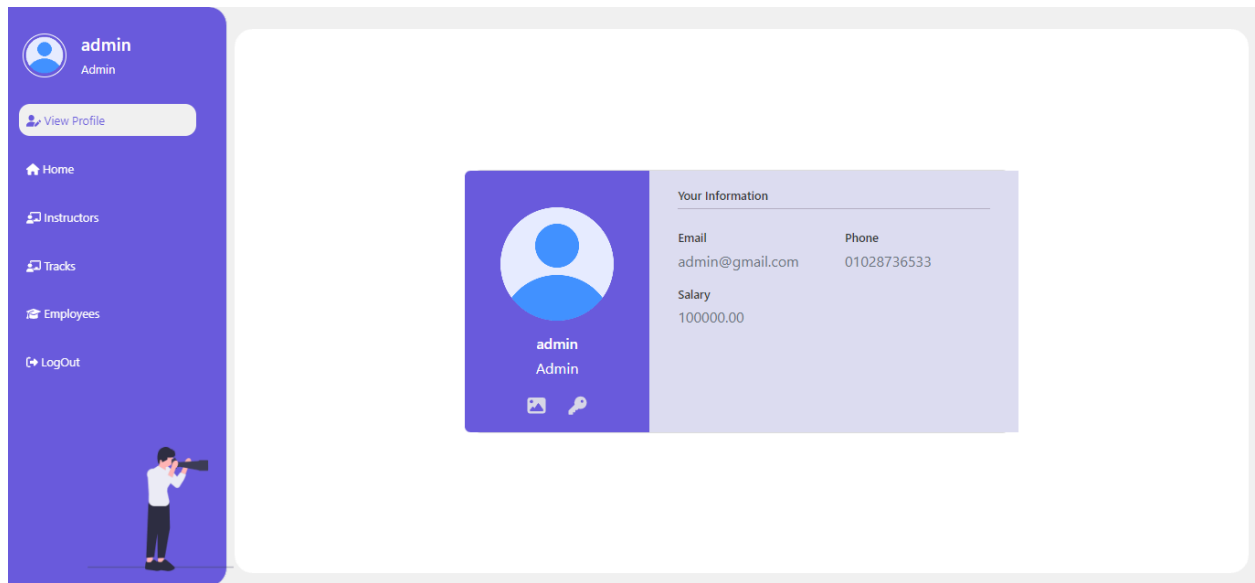 admin
Admin
View Profile
Home
Instructors
Tracks
Employees
LogOut
admin
Admin
Your Information
Email Phone
admin@gmail.com 01028736533
Salary
100000.00